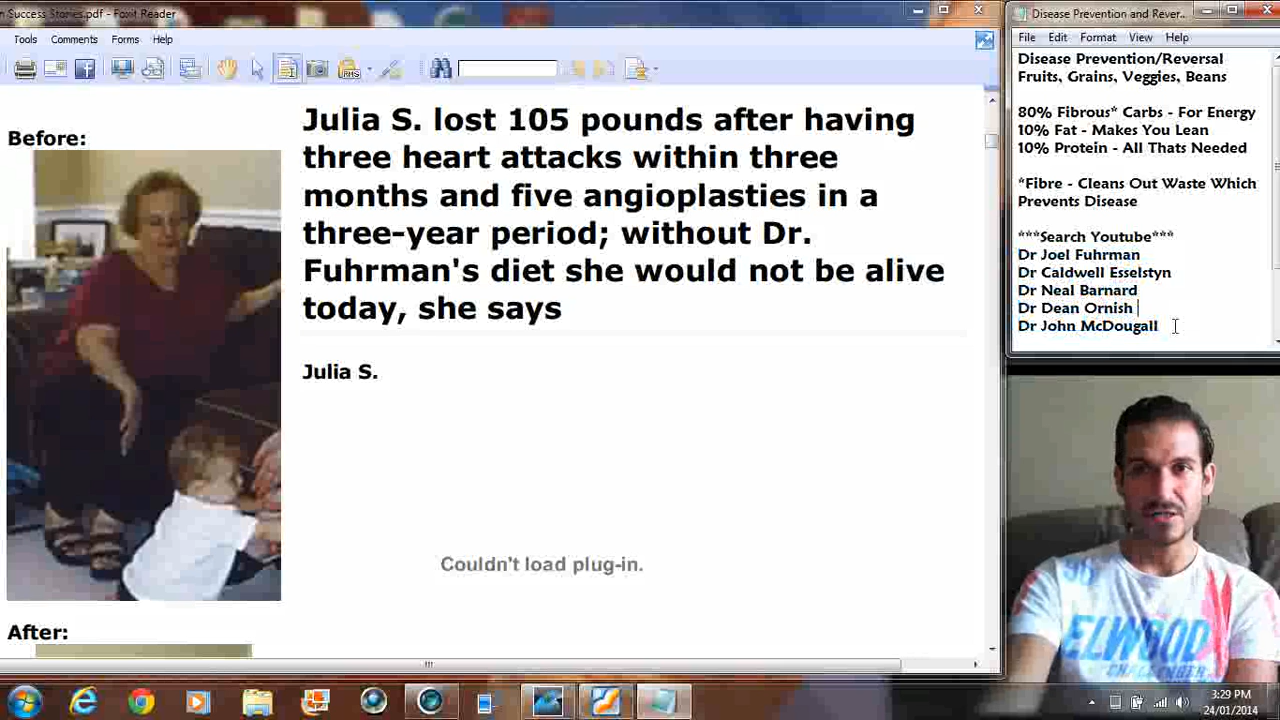 Success Stories.pdf - Foxit Reader
Tools Comments Forms Help
Before:
Julia S. lost 105 pounds after having
three heart attacks within three
months and five angioplasties in a
three-year period; without Dr.
Fuhrman's diet she would not be alive
today, she says
Julia S.
Couldn't load plug-in.
After:
Disease Prevention and Rever...
File Edit Format View Help
Disease Prevention/Reversal
Fruits, Grains, Veggies, Beans
80% Fibrous* Carbs - For Energy
10% Fat - Makes You Lean
10% Protein - All Thats Needed
*Fibre - Cleans Out Waste Which
Prevents Disease
***Search Youtube***
Dr Joel Fuhrman
Dr Caldwell Esselstyn
Dr Neal Barnard
Dr Dean Ornish
Dr John McDougall
ELWOOD
3:29 PM
24/01/2014